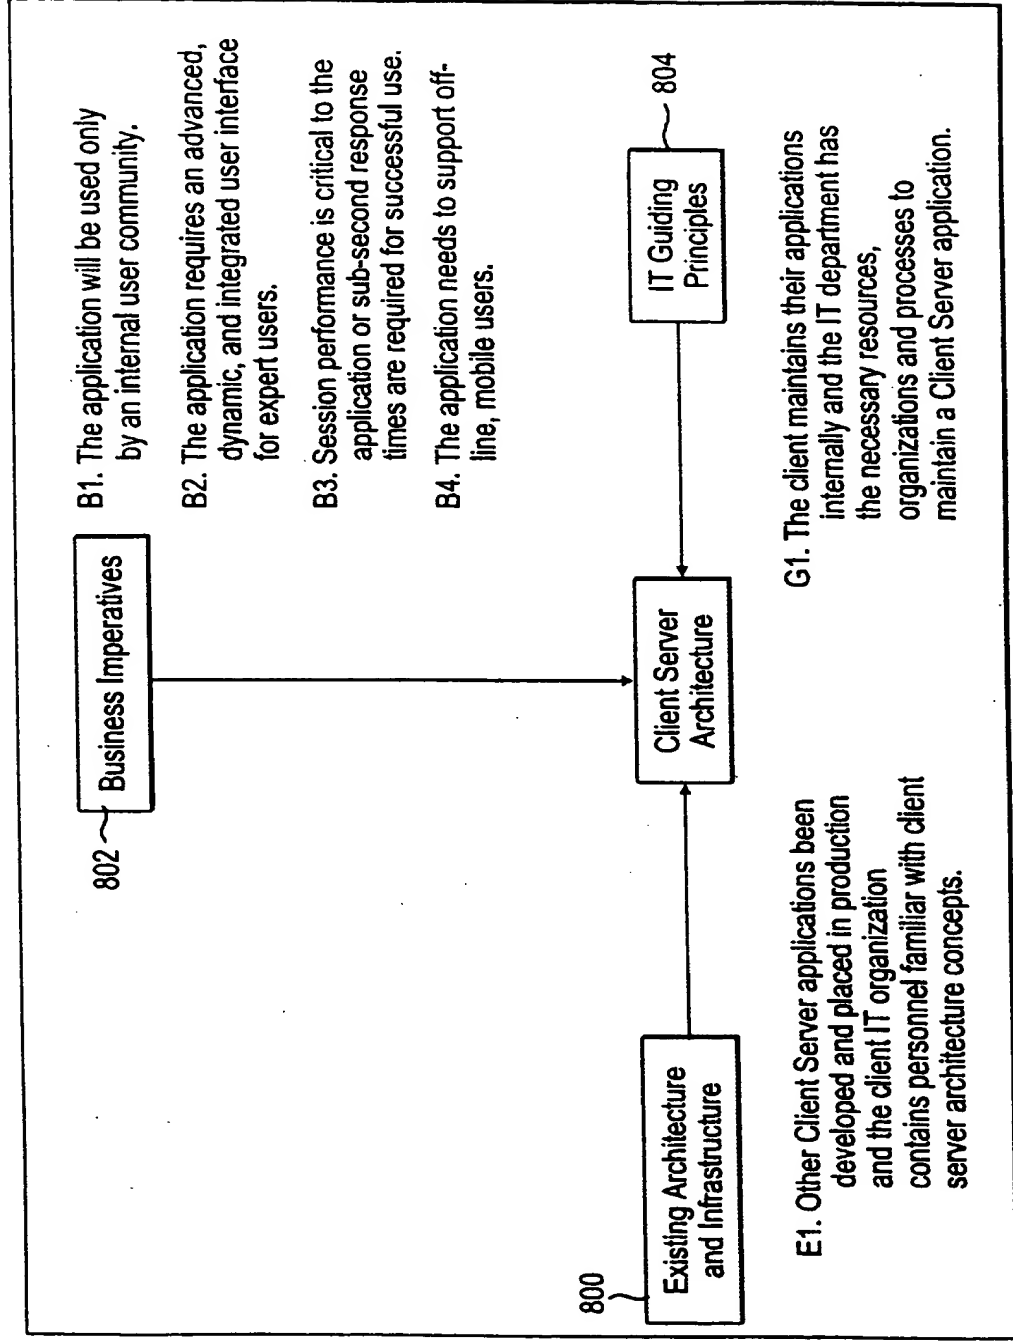 802
Business Imperatives
B1. The application will be used only
by an internal user community.
B2. The application requires an advanced,
dynamic, and integrated user interface
for expert users.
B3. Session performance is critical to the
application or sub-second response
times are required for successful use.
B4. The application needs to support off-
line, mobile users.
800
Existing Architecture
and Infrastructure
Client Server
Architecture
IT Guiding
Principles
804
E1. Other Client Server applications been
developed and placed in production
and the client IT organization
contains personnel familiar with client
server architecture concepts.
G1. The client maintains their applications
internally and the IT department has
the necessary resources,
organizations and processes to
maintain a Client Server application.